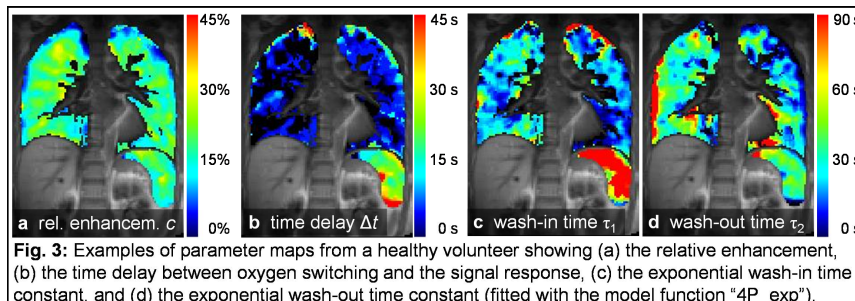 45%
30%
15%
0%
a rel. enhancem. c
45 s
30 s
15 s
0 s
b time delay Δt
c wash-in time τ1
90 s
60 s
30 s
0 s
d wash-out time τ2
Fig. 3: Examples of parameter maps from a healthy volunteer showing (a) the relative enhancement,
(b) the time delay between oxygen switching and the signal response, (c) the exponential wash-in time
constant, and (d) the exponential wash-out time constant (fitted with the model function "4P_exp").